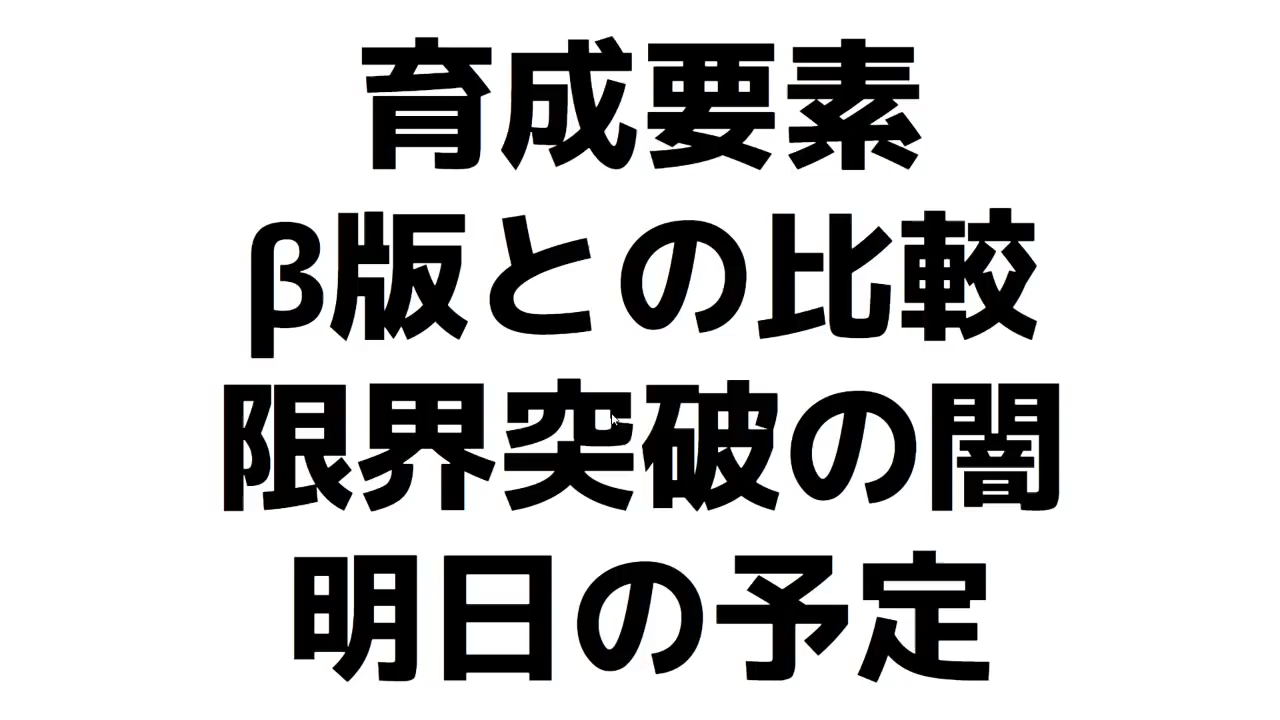 育成要素
β版との比較
限界突破の闇
明日の予定